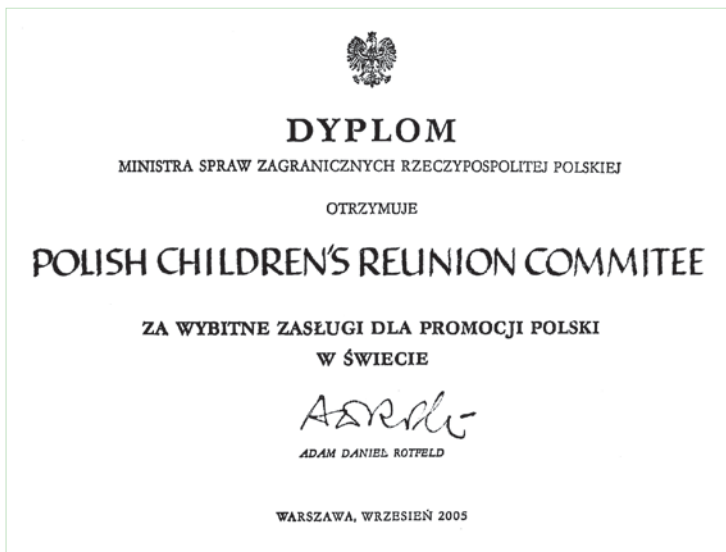 DYPLOM
MINISTRA SPRAW ZAGRANICZNYCH RZECZYPOSPOLITEJ POLSKIEJ
OTRZYMUJE
POLISH CHILDREN'S REUNION COMMITEE
ZA WYBITNE ZASŁUGI DLA PROMOCJI POLSKI
W ŚWIECIE
ADAM DANIEL ROTFELD
WARSZAWA, WRZESIEŃ 2005